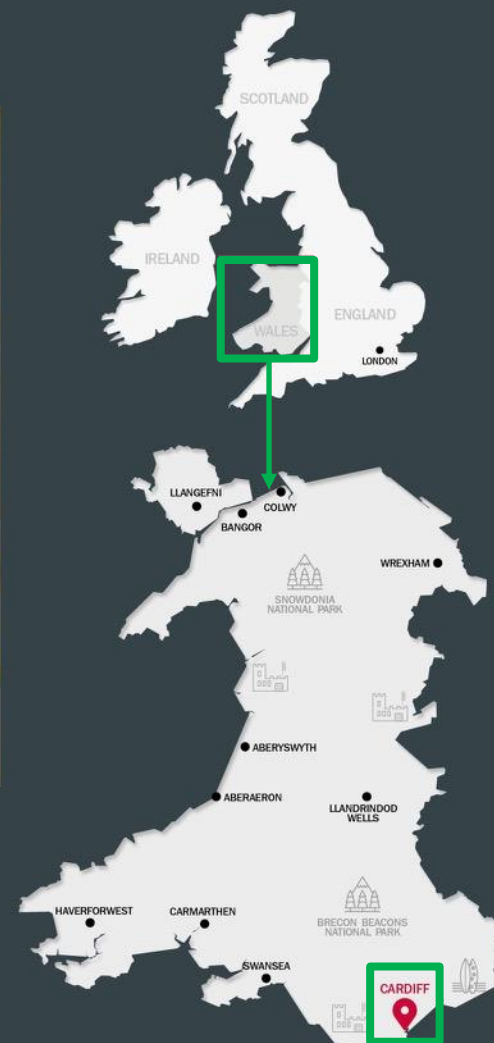 SCOTLAND
IRELAND
WALES
ENGLAND
LONDON
LLANGEFNI
COLWY
BANGOR
WREXHAM
SNOWDONIA
NATIONAL PARK
ABERYSWYTH
ABERAERON
LLANDRINDOD
WELLS
HAVERFORWEST
CARMARTHEN
BRECON BEACONS
NATIONAL PARK
SWANSEA
CARDIFF